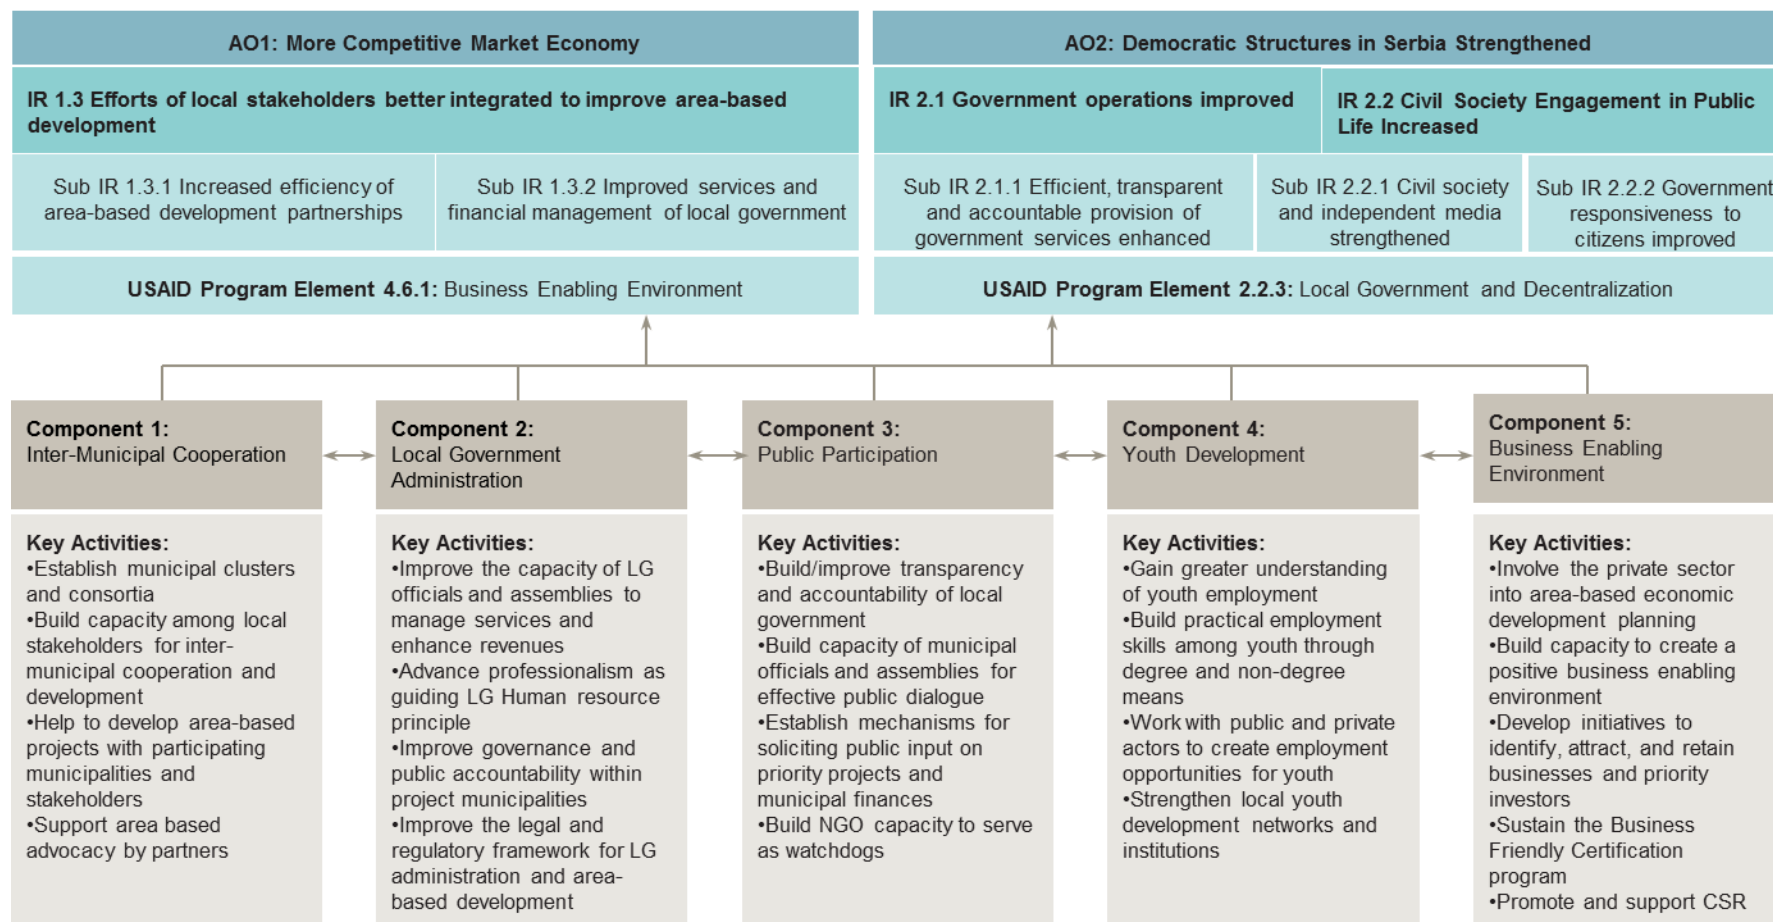 AO1: More Competitive Market Economy
AO2: Democratic Structures in Serbia Strengthened
IR 1.3 Efforts of local stakeholders better integrated to improve area-based
development
IR 2.1 Government operations improved
IR 2.2 Civil Society Engagement in Public
Life Increased
Sub IR 1.3.1 Increased efficiency of
area-based development partnerships
Sub IR 1.3.2 Improved services and
financial management of local government
Sub IR 2.1.1 Efficient, transparent
and accountable provision of
government services enhanced
Sub IR 2.2.1 Civil society
and independent media
strengthened
Sub IR 2.2.2 Government
responsiveness to
citizens improved
USAID Program Element 4.6.1: Business Enabling Environment
USAID Program Element 2.2.3: Local Government and Decentralization
Component 1:
Inter-Municipal Cooperation
Component 2:
Local Government
Administration
Component 3:
Public Participation
Component 4:
Youth Development
Component 5:
Business Enabling
Environment
Key Activities:
•Establish municipal clusters
and consortia
•Build capacity among local
stakeholders for inter-
municipal cooperation and
development
•Help to develop area-based
projects with participating
municipalities and
stakeholders
•Support area based
advocacy by partners
Key Activities:
•Improve the capacity of LG
officials and assemblies to
manage services and
enhance revenues
•Advance professionalism as
guiding LG Human resource
principle
•Improve governance and
public accountability within
project municipalities
•Improve the legal and
regulatory framework for LG
administration and area-
based development
Key Activities:
•Build/improve transparency
and accountability of local
government
•Build capacity of municipal
officials and assemblies for
effective public dialogue
•Establish mechanisms for
soliciting public input on
priority projects and
municipal finances
•Build NGO capacity to serve
as watchdogs
Key Activities:
•Gain greater understanding
of youth employment
•Build practical employment
skills among youth through
degree and non-degree
means
•Work with public and private
actors to create employment
opportunities for youth
•Strengthen local youth
development networks and
institutions
Key Activities:
•Involve the private sector
into area-based economic
development planning
•Build capacity to create a
positive business enabling
environment
•Develop initiatives to
identify, attract, and retain
businesses and priority
investors
•Sustain the Business
Friendly Certification
program
•Promote and support CSR